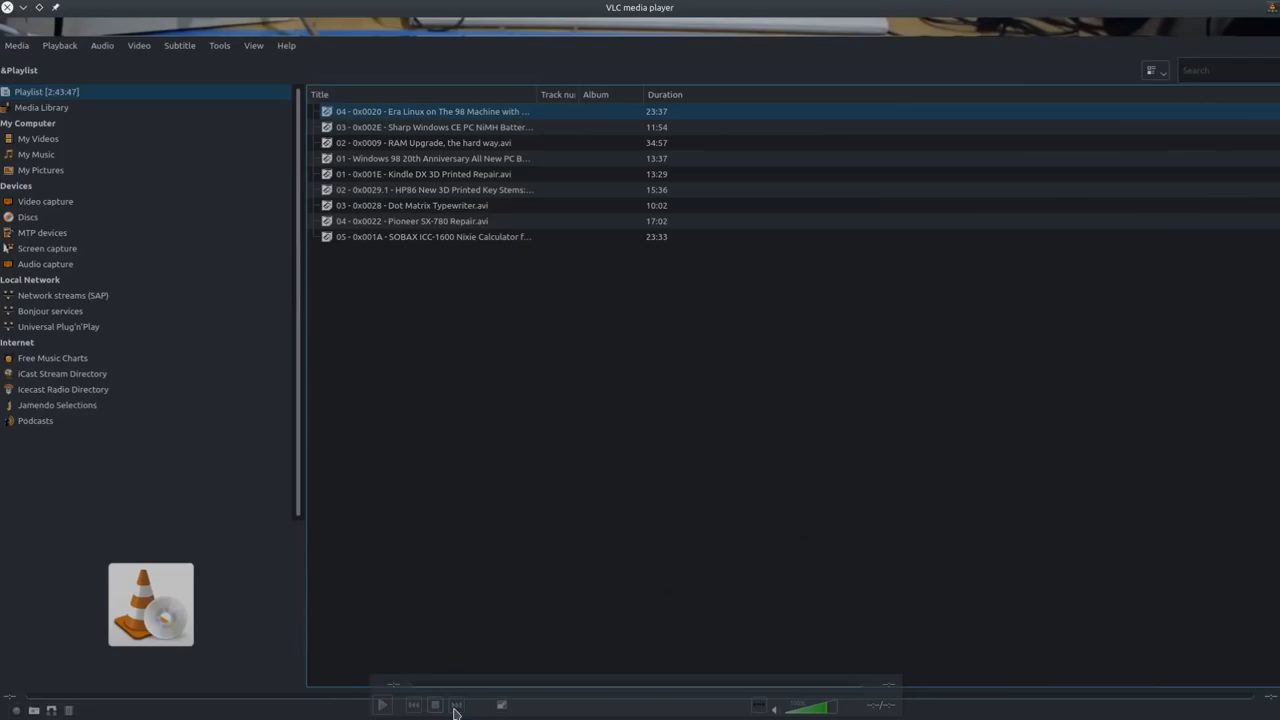 VLC media player
Media Playback Audio Video Subtitle Tools View Help
&Playlist
Search
Playlist [2:43:47]
Media Library
My Computer
My Videos
My Music
My Pictures
Devices
Video capture
Discs
MTP devices
Screen capture
Audio capture
Local Network
Network streams (SAP)
Bonjour services
Universal Plug'n'Play
Internet
Free Music Charts
iCast Stream Directory
Icecast Radio Directory
Jamendo Selections
Podcasts
Title Track nu Album Duration
04 - 0x0020 - Era Linux on The 98 Machine with ... 23:37
03 - 0x002E - Sharp Windows CE PC NiMH Batter... 11:54
02 - 0x0009 - RAM Upgrade, the hard way.avi 34:57
01 - Windows 98 20th Anniversary All New PC B... 13:37
01 - 0x001E - Kindle DX 3D Printed Repair.avi 13:29
02 - 0x0029.1 - HP86 New 3D Printed Key Stems:... 15:36
03 - 0x0028 - Dot Matrix Typewriter.avi 10:02
04 - 0x0022 - Pioneer SX-780 Repair.avi 17:02
05 - 0x001A - SOBAX ICC-1600 Nixie Calculator f... 23:33
--:-- --:--
--:-- --:--
100% --:--/--:--